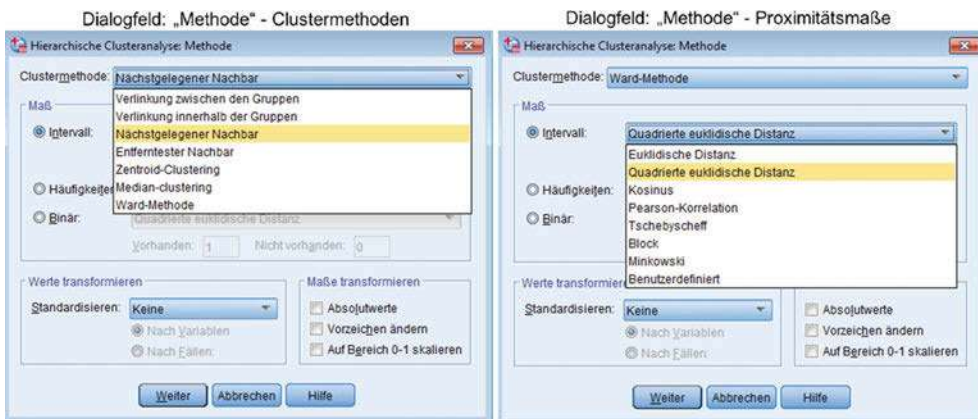 Dialogfeld: „Methode" - Clustermethoden
Hierarchische Clusteranalyse: Methode
Clustermethode: Nächstgelegener Nachbar
Verlinkung zwischen den Gruppen
Verlinkung innerhalb der Gruppen
Nächstgelegener Nachbar
Entferntester Nachbar
Zentroid-Clustering
Median-clustering
Ward-Methode
Maß
Intervall:
Häufigkeiten
Binär: Quadrierte euklidische Distanz
Vorhanden: 1 Nicht vorhanden: 0
Werte transformieren
Standardisieren: Keine
Nach Variablen
Nach Fällen:
Maße transformieren
Absolutwerte
Vorzeichen ändern
Auf Bereich 0-1 skalieren
Weiter Abbrechen Hilfe
Dialogfeld: „Methode" - Proximitätsmaße
Hierarchische Clusteranalyse: Methode
Clustermethode: Ward-Methode
Maß
Intervall: Quadrierte euklidische Distanz
Euklidische Distanz
Quadrierte euklidische Distanz
Kosinus
Pearson-Korrelation
Tschebyscheff
Block
Minkowski
Benutzerdefiniert
Häufigkeiten:
Binär:
Werte transformieren
Standardisieren: Keine
Nach Variablen
Nach Fällen:
Absolutwerte
Vorzeichen ändern
Auf Bereich 0-1 skalieren
Weiter Abbrechen Hilfe